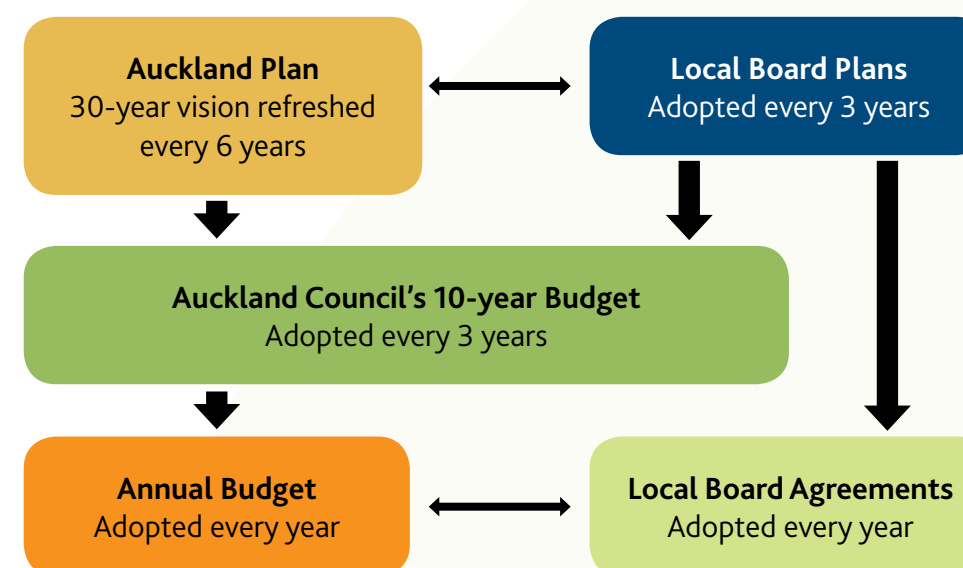 Auckland Plan
30-year vision refreshed
every 6 years
Local Board Plans
Adopted every 3 years
Auckland Council’s 10-year Budget
Adopted every 3 years
Annual Budget
Adopted every year
Local Board Agreements
Adopted every year